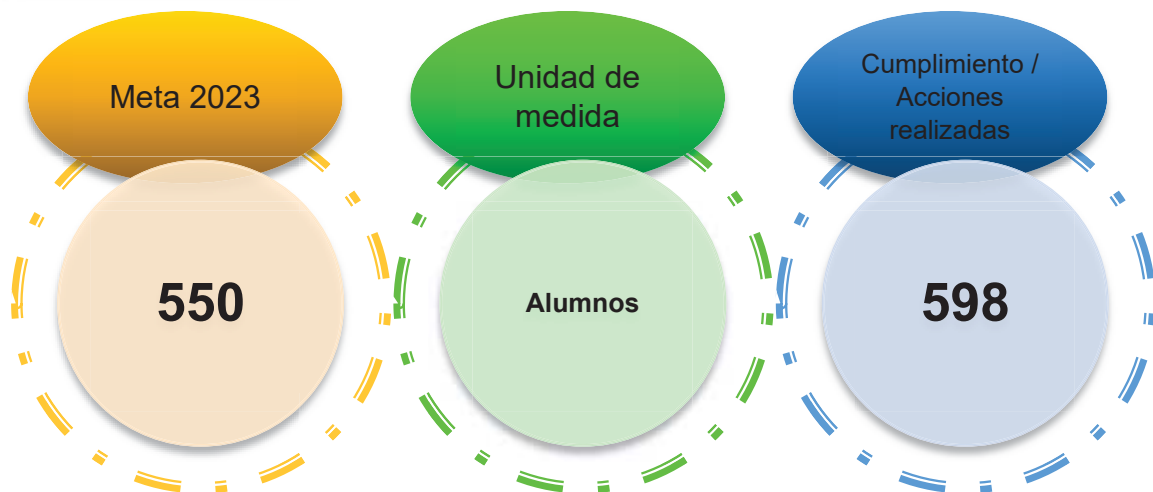 Meta 2023
550
Unidad de
medida
Alumnos
Cumplimiento /
Acciones
realizadas
598